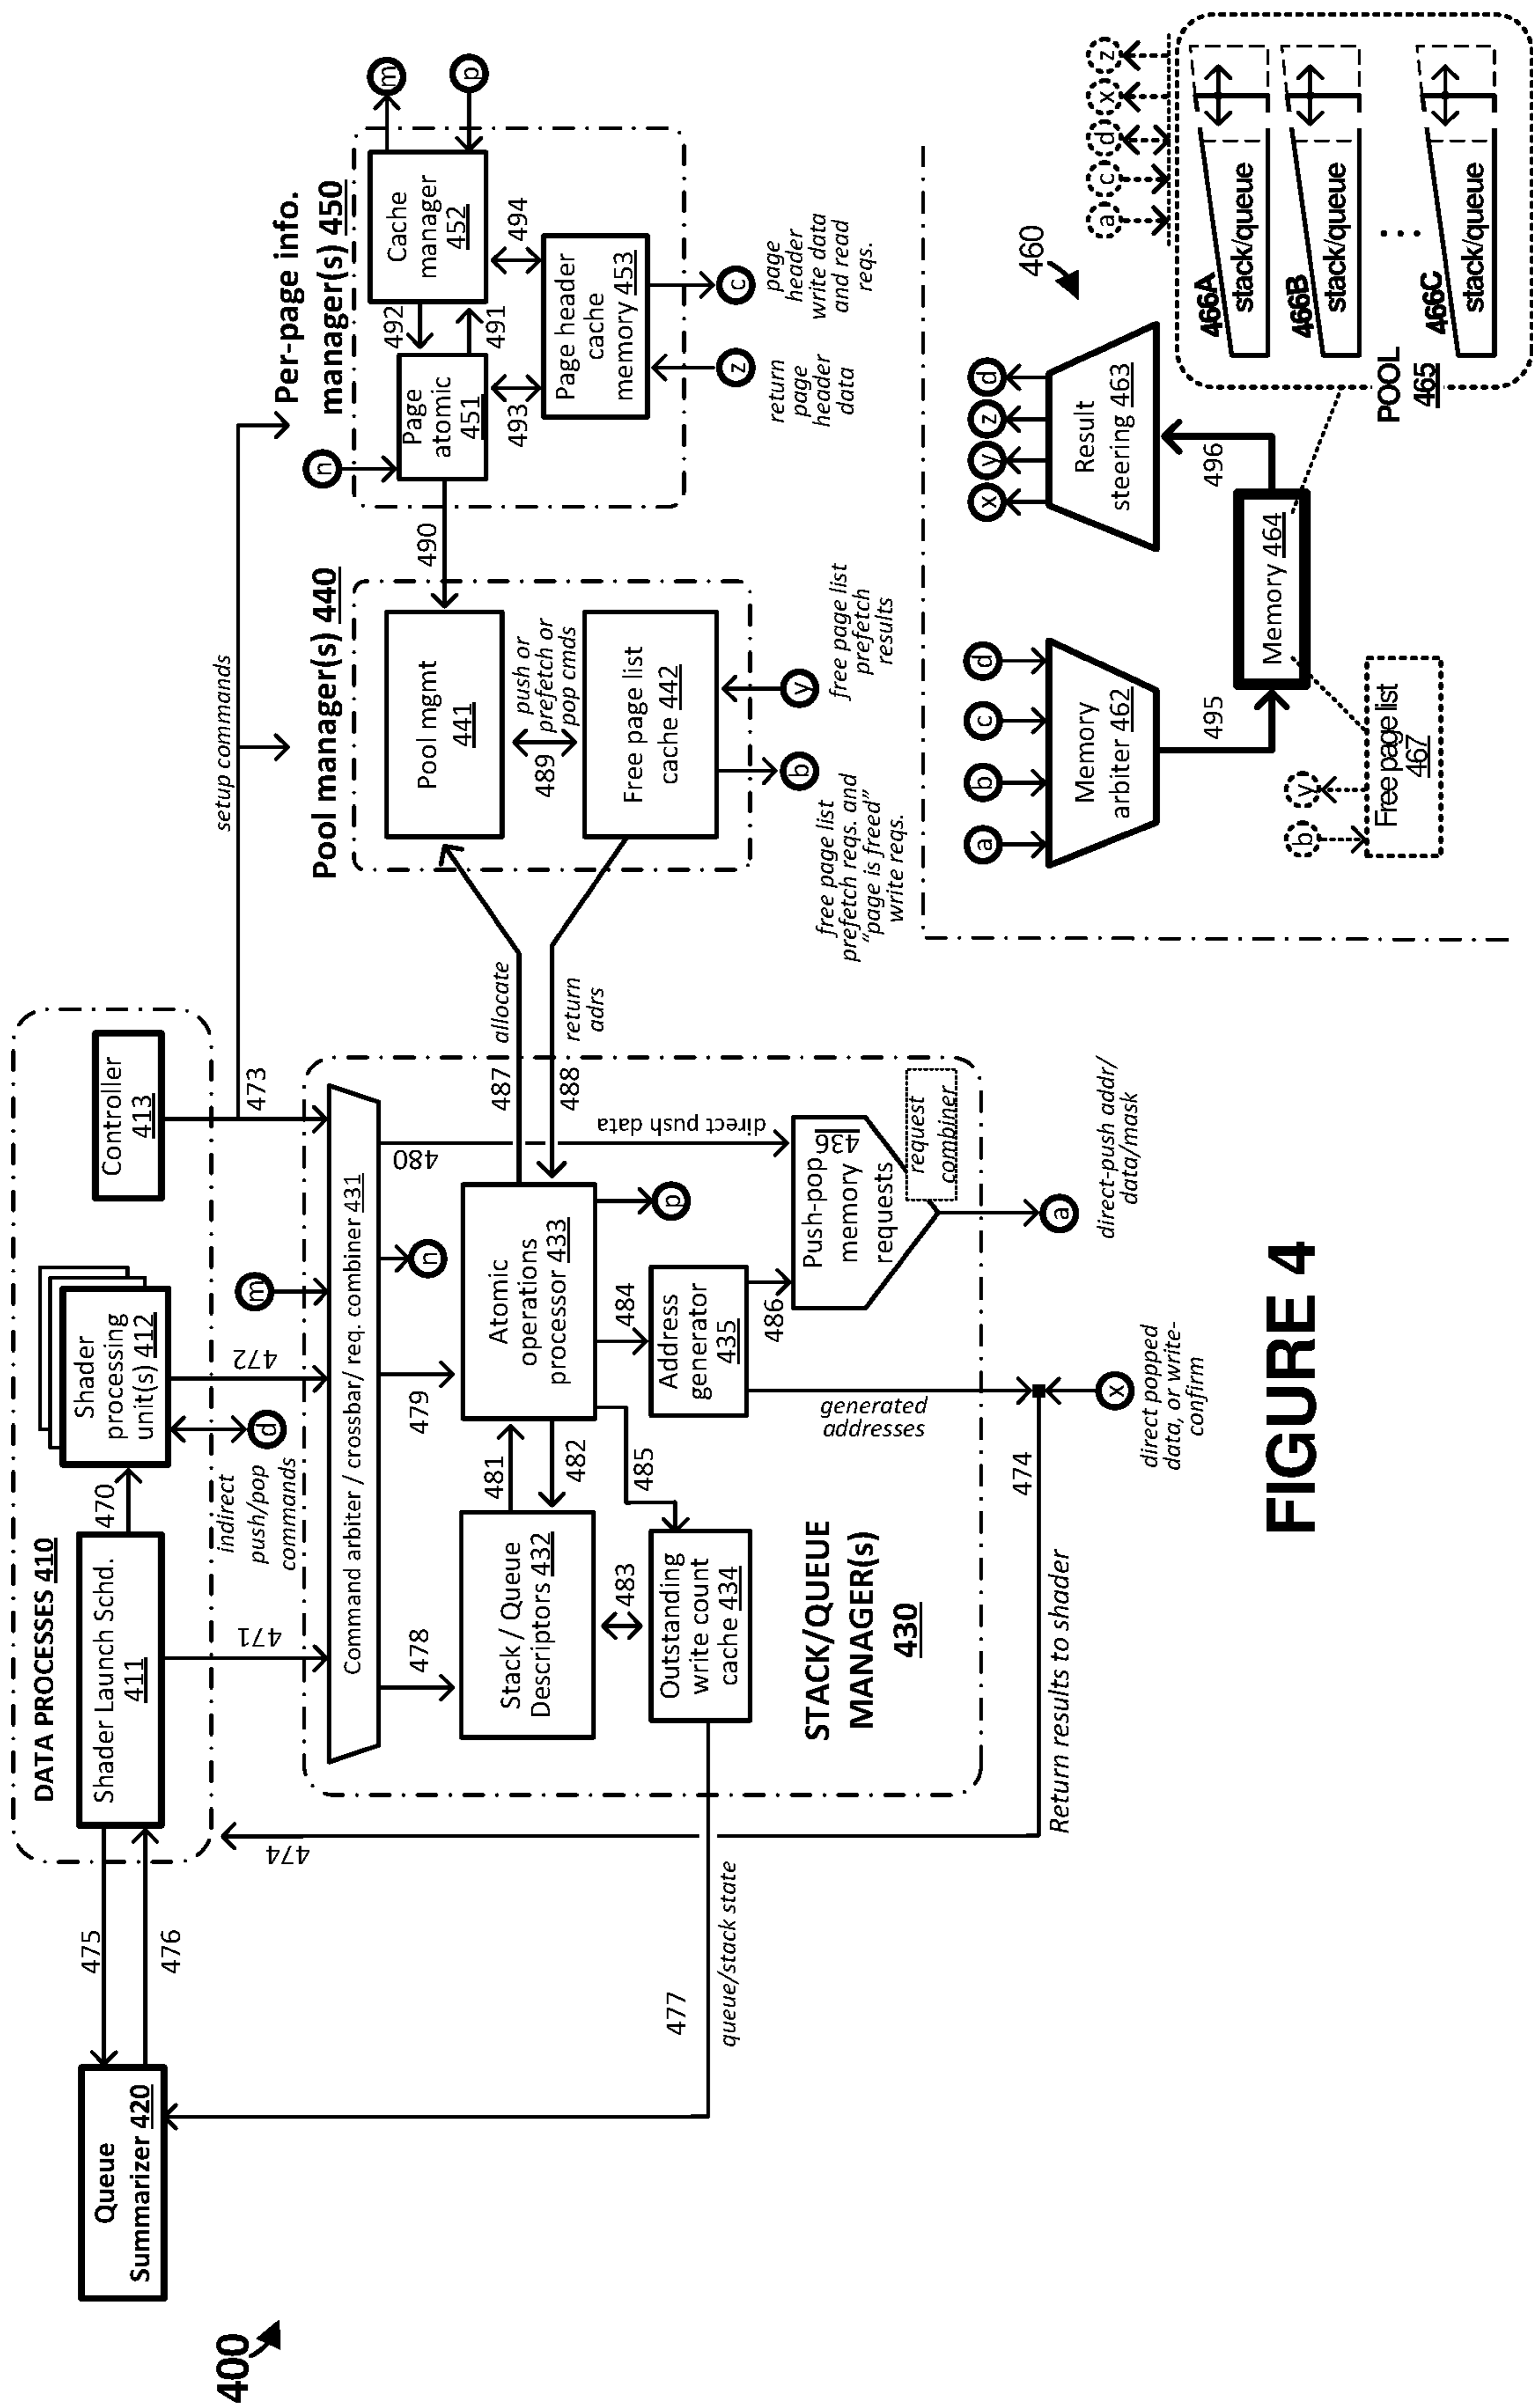 400
Queue
Summarizer 420
475
476
477
queue/stack state
474
DATA PROCESSES 410
Shader Launch Schd.
411
470
Shader
processing
unit(s) 412
Controller
413
471
472
473
indirect
push/pop
commands
d
m
setup commands
Command arbiter / crossbar/ req. combiner 431
478
479
n
480
direct push data
Stack / Queue
Descriptors 432
481
482
Atomic
operations
processor 433
487
allocate
488
return
adrs
483
485
484
p
Outstanding
write count
cache 434
Address
generator
435
486
Push-pop
memory
requests
436
request
combiner
STACK/QUEUE
MANAGER(s)
430
generated
addresses
474
Return results to shader
x
direct popped
data, or write-
confirm
a
direct-push addr/
data/mask
Pool manager(s) 440
Pool mgmt
441
489
push or
prefetch or
pop cmds
Free page list
cache 442
b
y
free page list
prefetch reqs. and
"page is freed"
write reqs.
free page list
prefetch
results
490
Per-page info.
manager(s) 450
n
m
p
Page
atomic
451
492
491
Cache
manager
452
493
494
Page header
cache
memory 453
z
c
return
page
header
data
page
header
write data
and read
reqs.
460
a
b
c
d
Memory
arbiter 462
x
y
z
d
Result
steering 463
495
496
Memory 464
b
y
Free page list
467
a
c
d
x
z
466A
stack/queue
466B
stack/queue
...
466C
stack/queue
POOL
465
FIGURE 4